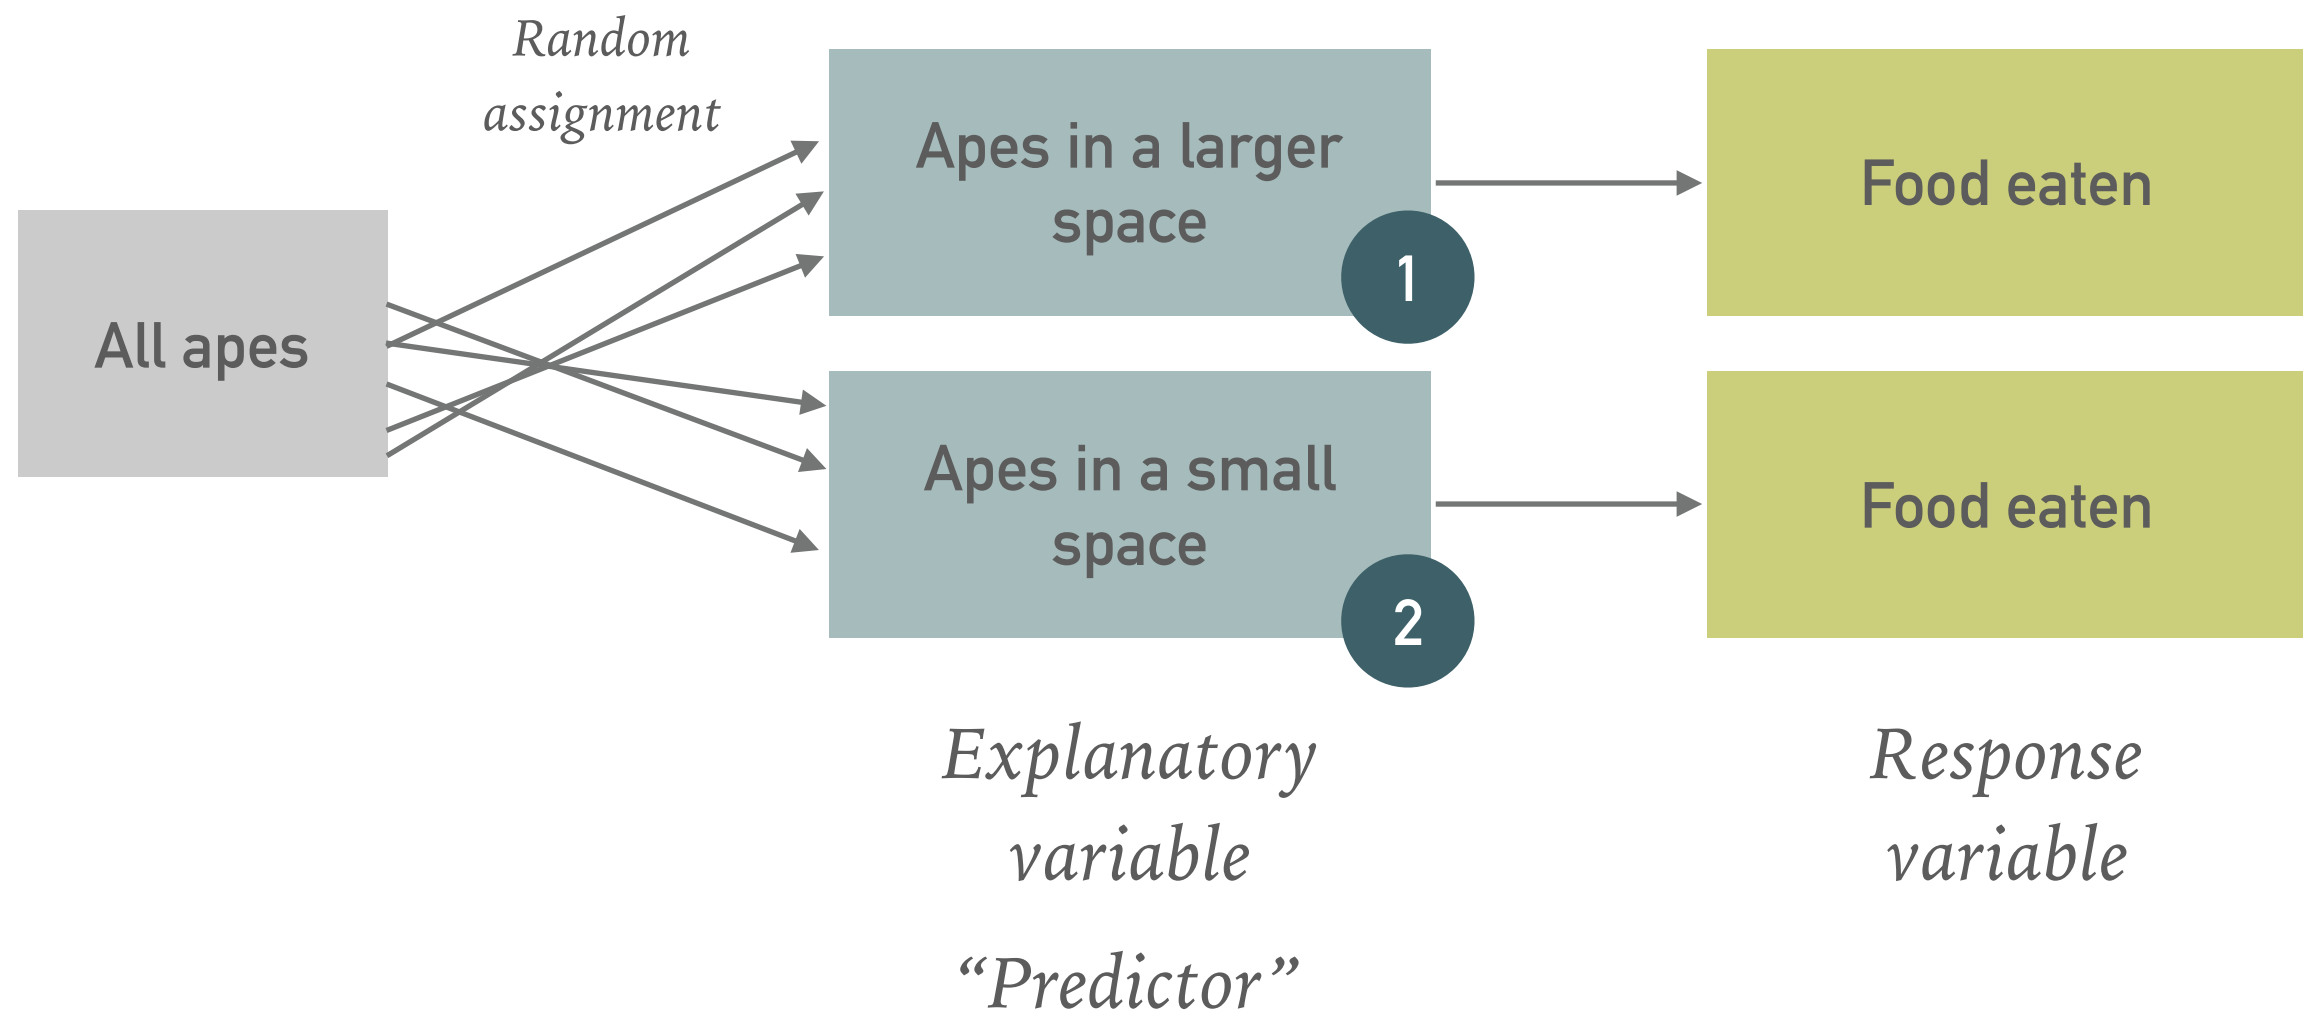 Random
assignment
All apes
Apes in a larger
space
1
Food eaten
Apes in a small
space
2
Food eaten
Explanatory
variable
“Predictor”
Response
variable